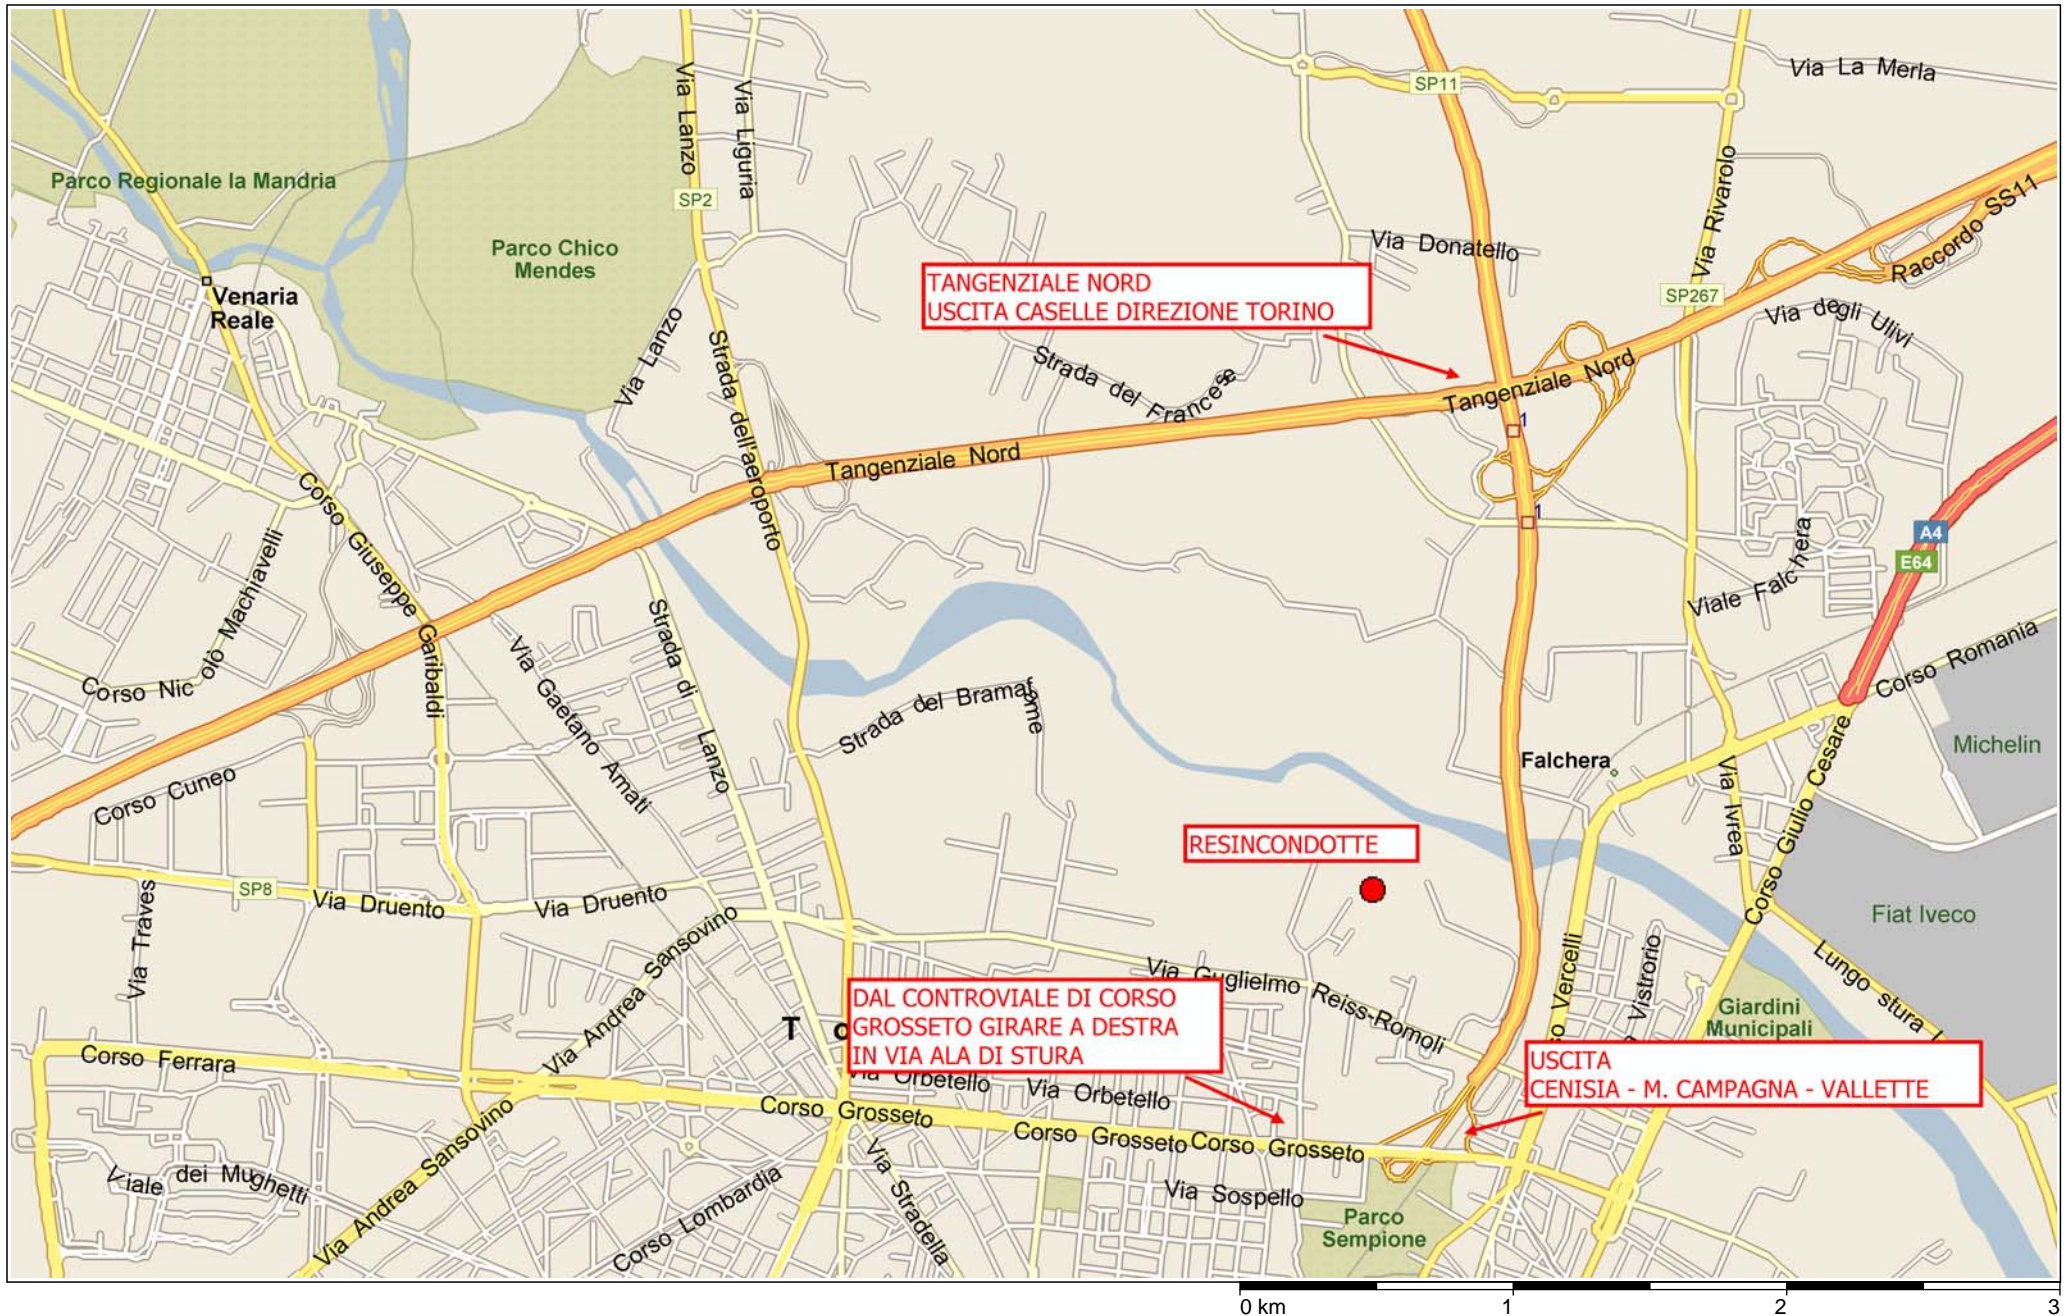 Via La Merla
SP11
Via Lanzo
Via Liguria
Parco Regionale la Mandria
SP2
Via Rivarolo
Raccordo SS11
Parco Chico
Mendes
Via Donatello
TANGENZIALE NORD
USCITA CASELLE DIREZIONE TORINO
SP267
Via degli Ulivi
Venaria
Reale
Via Lanzo
Strada dell'aeroporto
Strada del Francese
Tangenziale Nord
1
Tangenziale Nord
Corso Giuseppe Garibaldi
1
A4
E64
Corso Nicolò Machiavelli
Viale Falchera
Strada di Lanzo
Via Gaetano Amati
Corso Romania
Strada del Bramafame
Michelin
Falchera
Corso Cuneo
Via Ivrea
Corso Giulio Cesare
RESINCONDOTTE
SP8
Via Druento
Via Druento
Via Traves
Fiat Iveco
Via Andrea Sansovino
Via Guglielmo Reiss-Romoli
so Vercelli
Vistrorio
Lungo stura L
DAL CONTROVIALE DI CORSO
GROSSETO GIRARE A DESTRA
IN VIA ALA DI STURA
T o
Giardini
Municipali
Corso Ferrara
USCITA
CENISIA - M. CAMPAGNA - VALLETTE
Via Orbetello
Via Orbetello
Corso Grosseto
Corso Grosseto
Corso Grosseto
Via Andrea Sansovino
Viale dei Mughetti
Corso Lombardia
Via Stradella
Via Sospello
Parco
Sempione
0 km
1
2
3